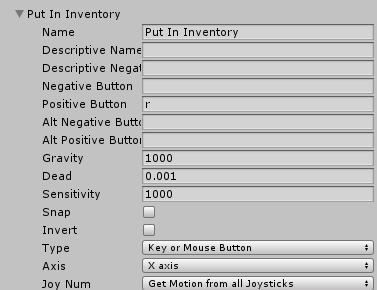 Put In Inventory
Name Put In Inventory
Descriptive Name
Descriptive Negat
Negative Button
Positive Button r
Alt Negative Butto
Alt Positive Button
Gravity 1000
Dead 0.001
Sensitivity 1000
Snap
Invert
Type Key or Mouse Button
Axis X axis
Joy Num Get Motion from all Joysticks